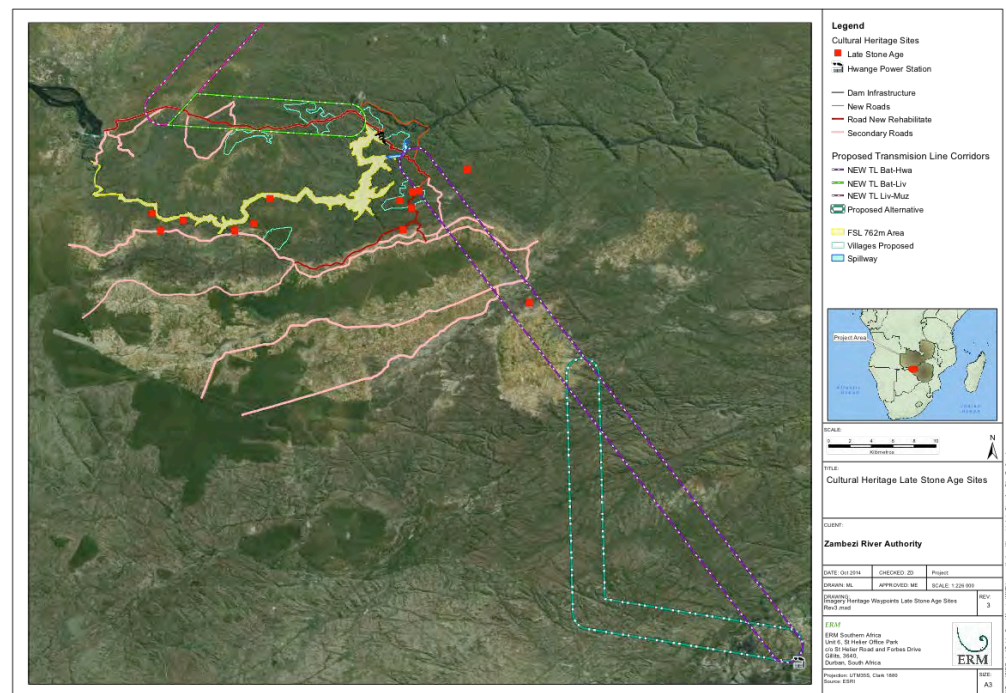 Legend
Cultural Heritage Sites
Late Stone Age
Hwange Power Station
Dam Infrastructure
New Roads
Road New Rehabilitate
Secondary Roads
Proposed Transmision Line Corridors
NEW TL Bat-Hwa
NEW TL Bat-Liv
NEW TL Liv-Muz
Proposed Alternative
FSL 762m Area
Villages Proposed
Spillway
Project Area
Atlantic Ocean
Indian Ocean
SCALE:
0 2 4 6 8 10
Kilometres
N
TITLE:
Cultural Heritage Late Stone Age Sites
CLIENT:
Zambezi River Authority
DATE: Oct 2014 CHECKED: ZD Project:
DRAWN: ML APPROVED: ME SCALE: 1:225 000
DRAWING:
Imagery Heritage Waypoints Late Stone Age Sites
Rev3.mxd
REV:
3
ERM
ERM Southern Africa
Unit 6, St Helier Office Park
c/o St Helier Road and Forbes Drive
Gillits, 3640,
Durban, South Africa
ERM
Projection: UTM35S, Clark 1880
Source: ESRI
SIZE:
A3